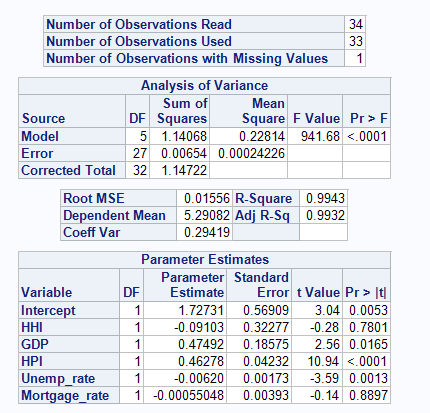 Number of Observations Read 34
Number of Observations Used 33
Number of Observations with Missing Values 1
Analysis of Variance
Source DF Sum of Squares Mean Square F Value Pr > F
Model 5 1.14068 0.22814 941.68 <.0001
Error 27 0.00654 0.00024226
Corrected Total 32 1.14722
Root MSE 0.01556 R-Square 0.9943
Dependent Mean 5.29082 Adj R-Sq 0.9932
Coeff Var 0.29419
Parameter Estimates
Variable DF Parameter Estimate Standard Error t Value Pr > |t|
Intercept 1 1.72731 0.56909 3.04 0.0053
HHI 1 -0.09103 0.32277 -0.28 0.7801
GDP 1 0.47492 0.18575 2.56 0.0165
HPI 1 0.46278 0.04232 10.94 <.0001
Unemp_rate 1 -0.00620 0.00173 -3.59 0.0013
Mortgage_rate 1 -0.00055048 0.00393 -0.14 0.8897